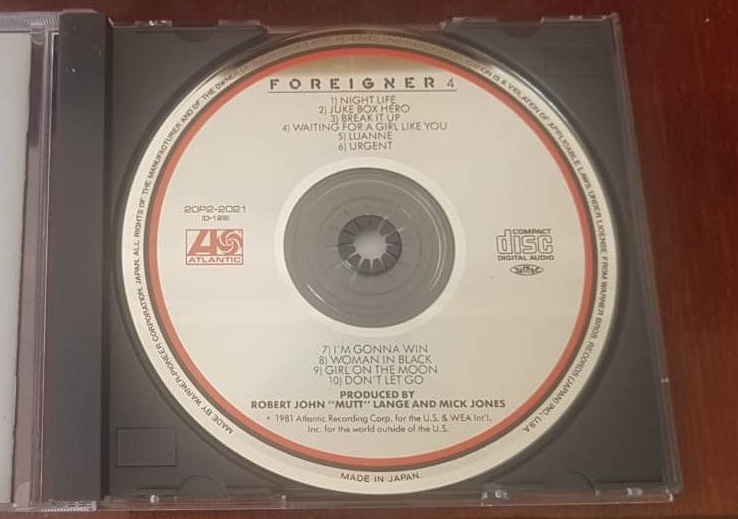 FOREIGNER 4
1) NIGHT LIFE
2) JUKE BOX HERO
3) BREAK IT UP
4) WAITING FOR A GIRL LIKE YOU
5) LUANNE
6) URGENT
20P2-2021
ATLANTIC
COMPACT
disc
DIGITAL AUDIO
7) I'M GONNA WIN
8) WOMAN IN BLACK
9) GIRL ON THE MOON
10) DON'T LET GO
PRODUCED BY
ROBERT JOHN "MUTT" LANGE AND MICK JONES
1981 Atlantic Recording Corp. for the U.S. & WEA Int'l,
Inc. for the world outside of the U.S.
MADE BY WARNER-PIONEER CORPORATION, JAPAN. ALL RIGHTS OF THE MANUFACTURER AND OF THE OWNER OF IS A VIOLATION OF APPLICABLE LAWS. UNDER LICENSE FROM WARNER BROS. RECORDS (JAPAN) INC., U.S.A.
MADE IN JAPAN.